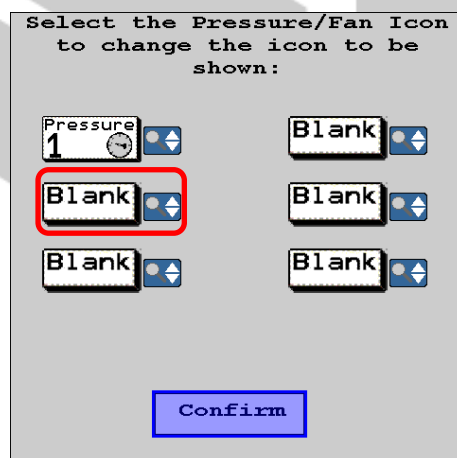 Select the Pressure/Fan Icon
to change the icon to be
shown:
Pressure
1
Blank
Blank
Blank
Blank
Blank
Confirm